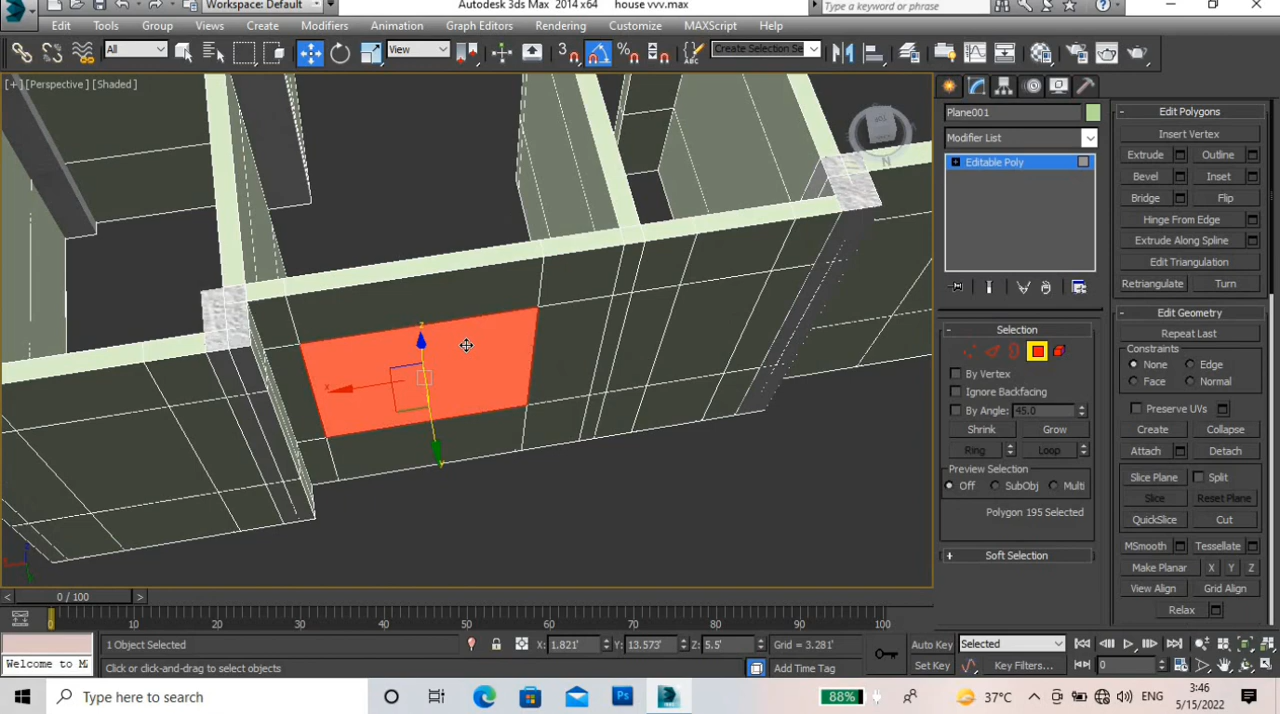 Workspace: Default
Autodesk 3ds Max 2014 x64 house vvv.max
Type a keyword or phrase
Edit Tools Group Views Create Modifiers Animation Graph Editors Rendering Customize MAXScript Help
All View Create Selection Se
[+] [Perspective] [Shaded]
N
x z y
Plane001
Modifier List
Editable Poly
Selection
By Vertex
Ignore Backfacing
By Angle: 45.0
Shrink Grow
Ring Loop
Preview Selection
Off SubObj Multi
Polygon 195 Selected
Soft Selection
Edit Polygons
Insert Vertex
Extrude Outline
Bevel Inset
Bridge Flip
Hinge From Edge
Extrude Along Spline
Edit Triangulation
Retriangulate Turn
Edit Geometry
Repeat Last
Constraints
None Edge
Face Normal
Preserve UVs
Create Collapse
Attach Detach
Slice Plane Split
Slice Reset Plane
QuickSlice Cut
MSmooth Tessellate
Make Planar X Y Z
View Align Grid Align
Relax
0 / 100
0 10 20 30 40 50 60 70 80 90 100
1 Object Selected X: 1.821' Y: 13.573' Z: 5.5' Grid = 3.281' Auto Key Selected
Welcome to M Click or click-and-drag to select objects Add Time Tag Set Key Key Filters... 0
Type here to search 88% 37°C ENG 3:46
5/15/2022